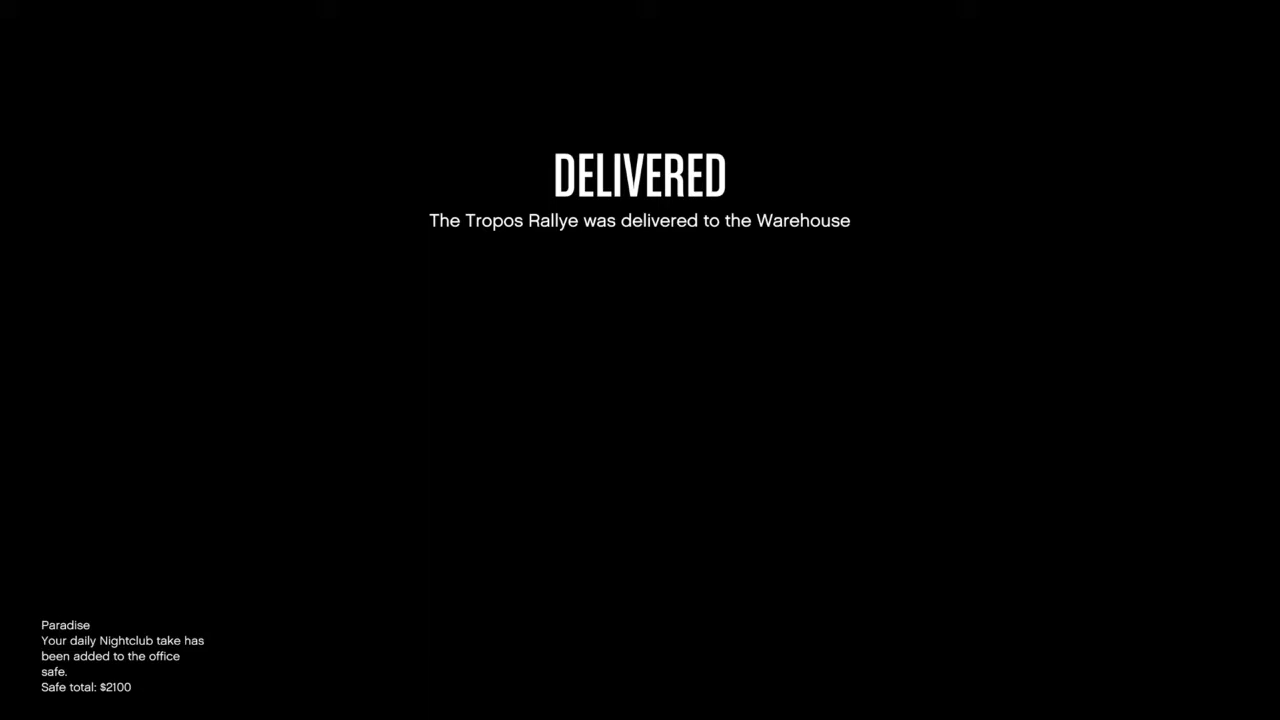 DELIVERED
The Tropos Rallye was delivered to the Warehouse
Paradise
Your daily Nightclub take has
been added to the office
safe.
Safe total: $2100